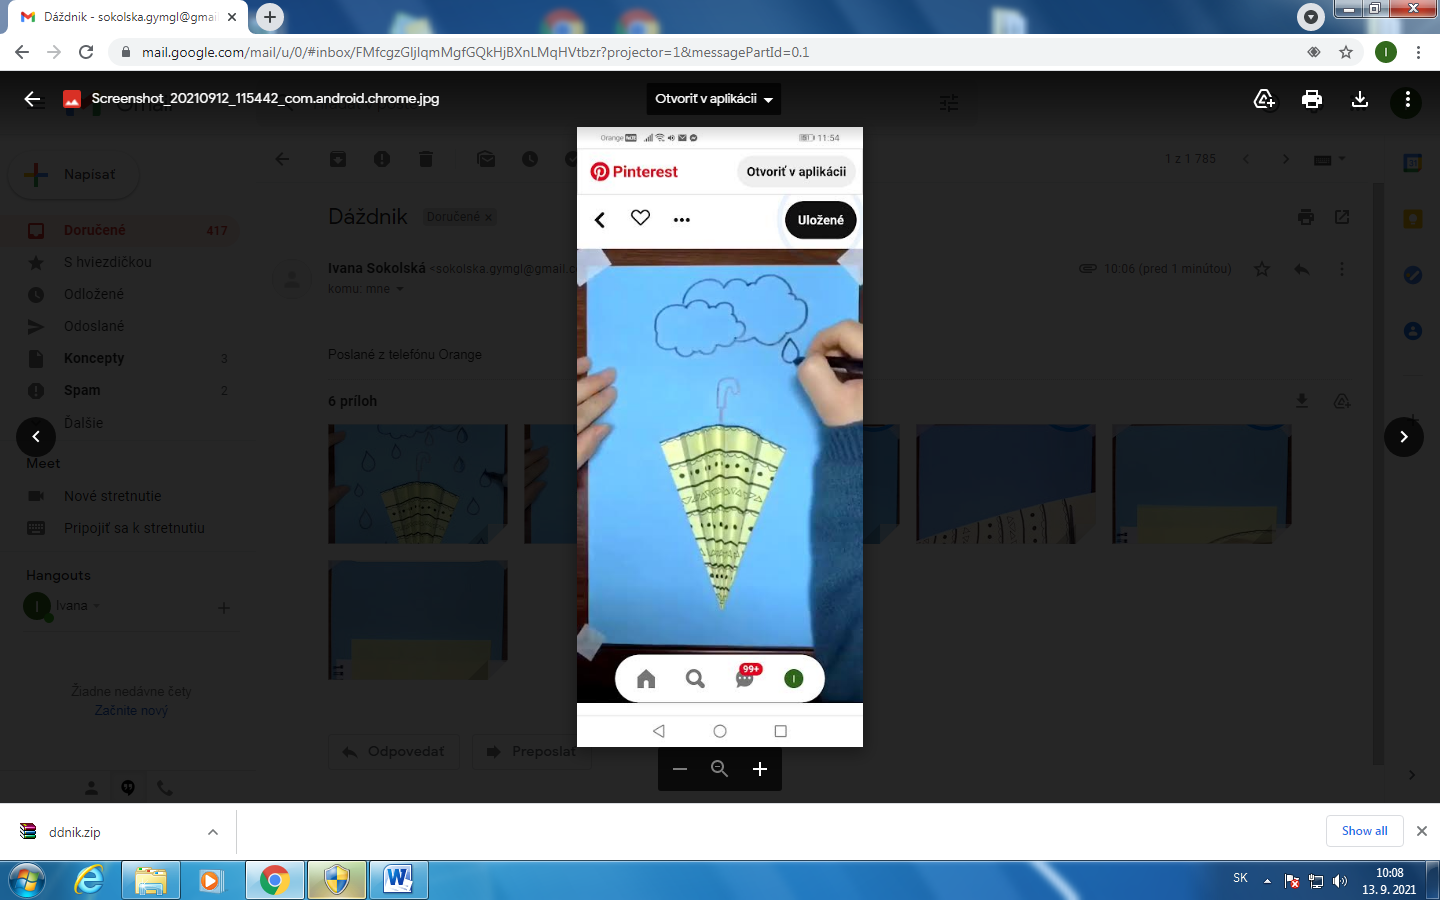 Dáždnik - sokolska.gymgl@gmai
mail.google.com/mail/u/0/#inbox/FMfcgzGljlqmMgfGQkHjBXnLMqHVtbzr?projector=1&messagePartId=0.1
I
Screenshot_20210912_115442_com.android.chrome.jpg
Otvoriť v aplikácii
Orange
11:54
Pinterest
Otvoriť v aplikácii
Uložené
99+
I
Napísať
1 z 1 785
Doručené 417
S hviezdičkou
Odložené
Odoslané
Koncepty 3
Spam 2
Ďalšie
Meet
Nové stretnutie
Pripojiť sa k stretnutiu
Hangouts
I Ivana
Žiadne nedávne čety
Začnite nový
Dáždnik Doručené x
Ivana Sokolská <sokolska.gymgl@gmail.c
10:06 (pred 1 minútou)
komu: mne
Poslané z telefónu Orange
6 príloh
Odpovedať
Preposlať
ddnik.zip
Show all
SK
10:08
13. 9. 2021